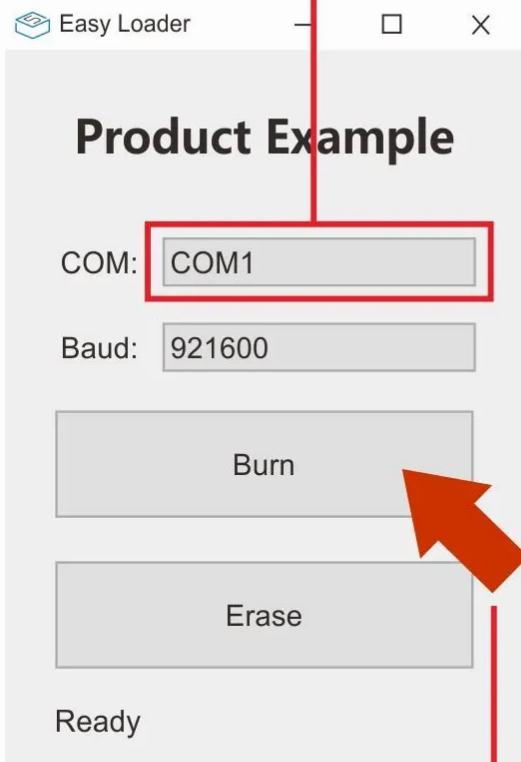 Easy Loader
Product Example
COM: COM1
Baud: 921600
Burn
Erase
Ready